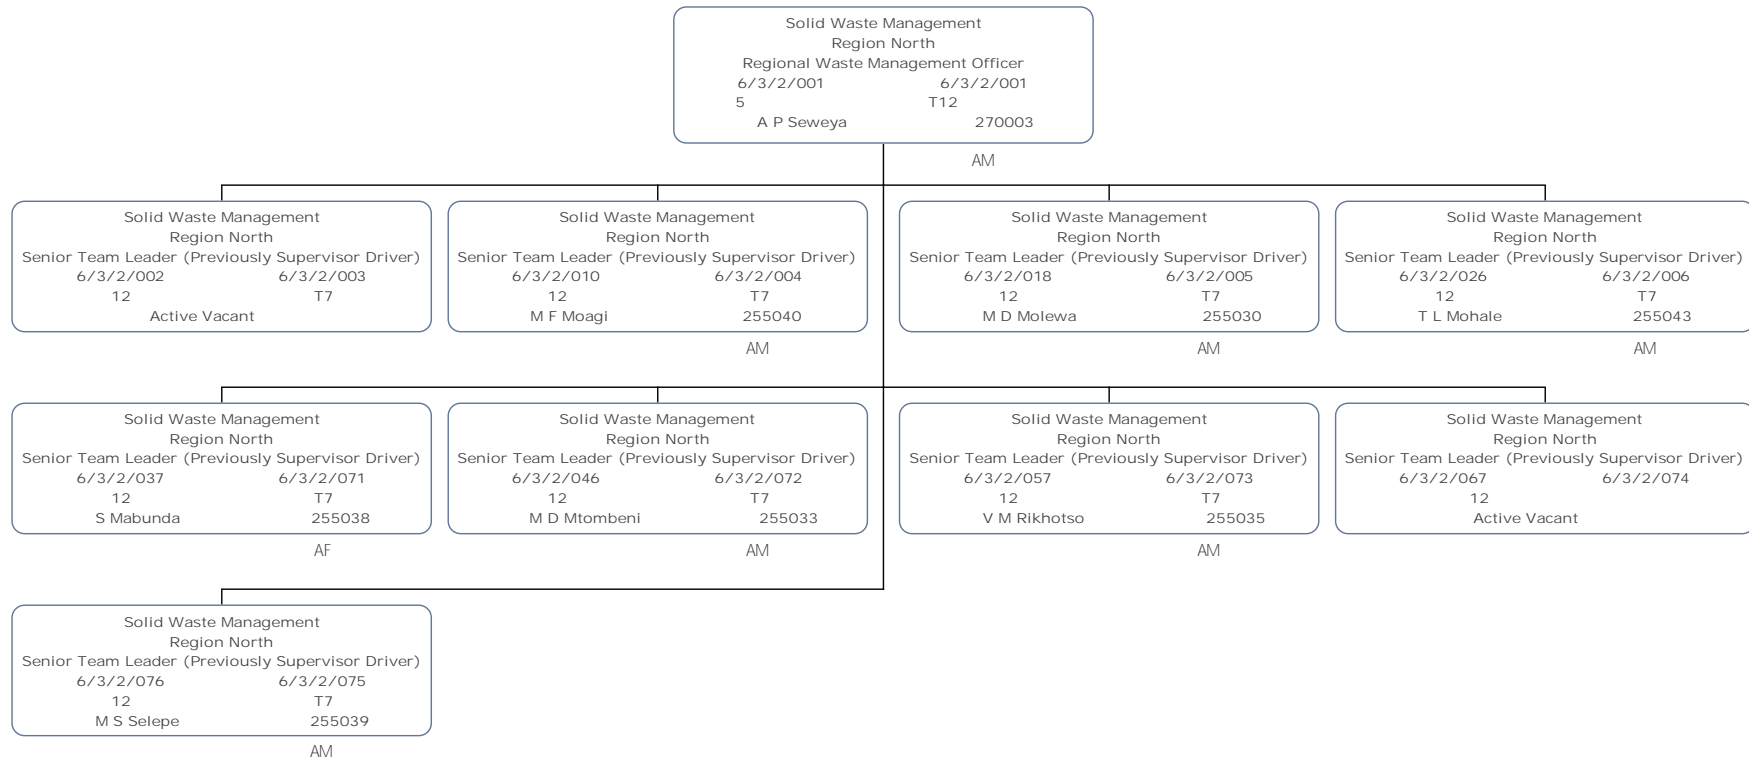 Solid Waste Management
Region North
Regional Waste Management Officer
6/3/2/001 6/3/2/001
5 T12
A P Seweya 270003
AM
Solid Waste Management
Region North
Senior Team Leader (Previously Supervisor Driver)
6/3/2/002 6/3/2/003
12 T7
Active Vacant
Solid Waste Management
Region North
Senior Team Leader (Previously Supervisor Driver)
6/3/2/010 6/3/2/004
12 T7
M F Moagi 255040
AM
Solid Waste Management
Region North
Senior Team Leader (Previously Supervisor Driver)
6/3/2/018 6/3/2/005
12 T7
M D Molewa 255030
AM
Solid Waste Management
Region North
Senior Team Leader (Previously Supervisor Driver)
6/3/2/026 6/3/2/006
12 T7
T L Mohale 255043
AM
Solid Waste Management
Region North
Senior Team Leader (Previously Supervisor Driver)
6/3/2/037 6/3/2/071
12 T7
S Mabunda 255038
AF
Solid Waste Management
Region North
Senior Team Leader (Previously Supervisor Driver)
6/3/2/046 6/3/2/072
12 T7
M D Mtombeni 255033
AM
Solid Waste Management
Region North
Senior Team Leader (Previously Supervisor Driver)
6/3/2/057 6/3/2/073
12 T7
V M Rikhotso 255035
AM
Solid Waste Management
Region North
Senior Team Leader (Previously Supervisor Driver)
6/3/2/067 6/3/2/074
12
Active Vacant
Solid Waste Management
Region North
Senior Team Leader (Previously Supervisor Driver)
6/3/2/076 6/3/2/075
12 T7
M S Selepe 255039
AM